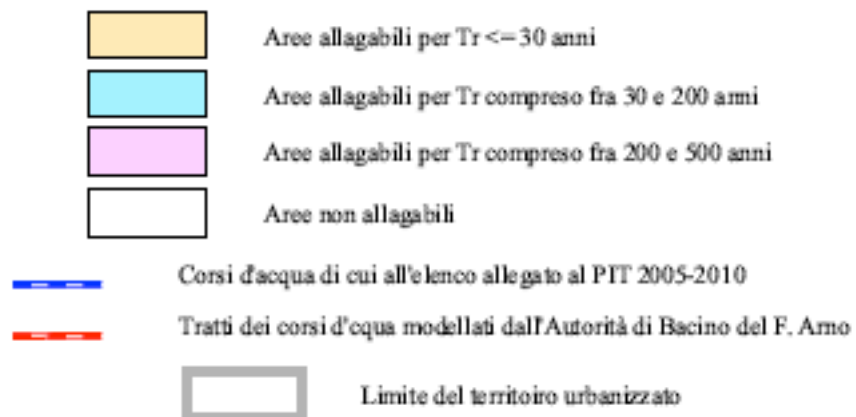 Aree allagabili per Tr <= 30 anni
Aree allagabili per Tr compreso fra 30 e 200 anni
Aree allagabili per Tr compreso fra 200 e 500 anni
Aree non allagabili
Corsi d'acqua di cui all'elenco allegato al PIT 2005-2010
Tratti dei corsi d'cqua modellati dall'Autorità di Bacino del F. Arno
Limite del territoiro urbanizzato